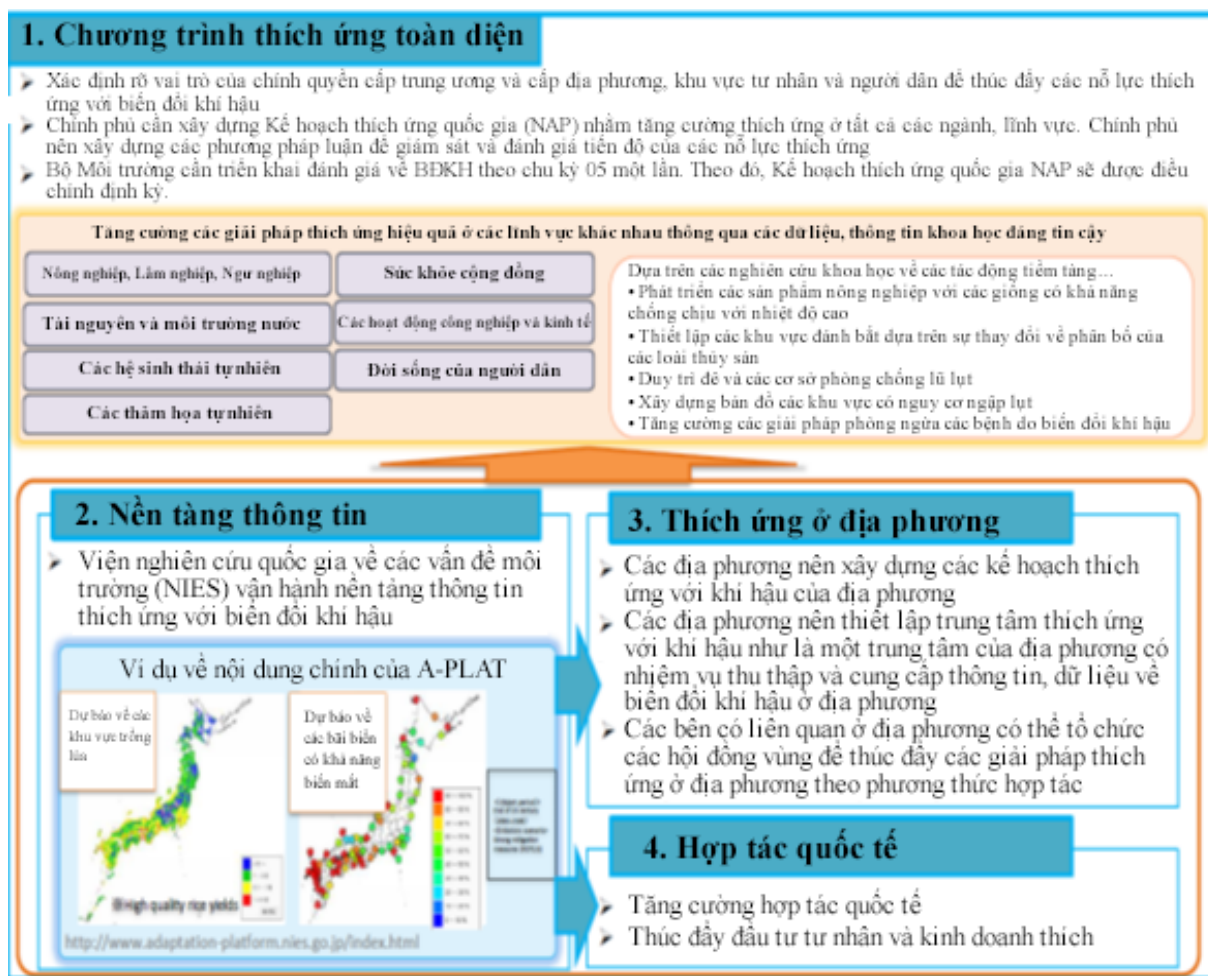 1. Chương trình thích ứng toàn diện
➢ Xác định rõ vai trò của chính quyền cấp trung ương và cấp địa phương, khu vực tư nhân và người dân để thúc đẩy các nỗ lực thích
ứng với biến đổi khí hậu
➢ Chính phủ cần xây dựng Kế hoạch thích ứng quốc gia (NAP) nhằm tăng cường thích ứng ở tất cả các ngành, lĩnh vực. Chính phủ
nên xây dựng các phương pháp luận để giám sát và đánh giá tiến độ của các nỗ lực thích ứng
➢ Bộ Môi trường cần triển khai đánh giá về BĐKH theo chu kỳ 05 một lần. Theo đó, Kế hoạch thích ứng quốc gia NAP sẽ được điều
chỉnh định kỳ.
Tăng cường các giải pháp thích ứng hiệu quả ở các lĩnh vực khác nhau thông qua các dữ liệu, thông tin khoa học đáng tin cậy
Nông nghiệp, Lâm nghiệp, Ngư nghiệp
Sức khỏe cộng đồng
Tài nguyên và môi trường nước
Các hoạt động công nghiệp và kinh tế
Các hệ sinh thái tự nhiên
Đời sống của người dân
Các thảm họa tự nhiên
Dựa trên các nghiên cứu khoa học về các tác động tiềm tàng…
• Phát triển các sản phẩm nông nghiệp với các giống có khả năng
chống chịu với nhiệt độ cao
• Thiết lập các khu vực đánh bắt dựa trên sự thay đổi về phân bố của
các loài thủy sản
• Duy trì đê và các cơ sở phòng chống lũ lụt
• Xây dựng bản đồ các khu vực có nguy cơ ngập lụt
• Tăng cường các giải pháp phòng ngừa các bệnh do biến đổi khí hậu
2. Nền tảng thông tin
➢ Viện nghiên cứu quốc gia về các vấn đề môi
trường (NIES) vận hành nền tảng thông tin
thích ứng với biến đổi khí hậu
Ví dụ về nội dung chính của A-PLAT
Dự báo về các
khu vực trồng
lúa
Dự báo về
các bãi biển
có khả năng
biến mất
High quality rice yields
http://www.adaptation-platform.nies.go.jp/index.html
3. Thích ứng ở địa phương
➢ Các địa phương nên xây dựng các kế hoạch thích
ứng với khí hậu của địa phương
➢ Các địa phương nên thiết lập trung tâm thích ứng
với khí hậu như là một trung tâm của địa phương có
nhiệm vụ thu thập và cung cấp thông tin, dữ liệu về
biến đổi khí hậu ở địa phương
➢ Các bên có liên quan ở địa phương có thể tổ chức
các hội đồng vùng để thúc đẩy các giải pháp thích
ứng ở địa phương theo phương thức hợp tác
4. Hợp tác quốc tế
➢ Tăng cường hợp tác quốc tế
➢ Thúc đẩy đầu tư tư nhân và kinh doanh thích